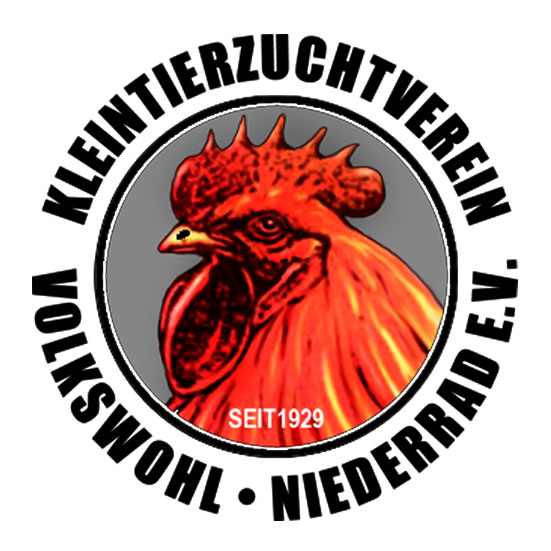 KLEINTIERZUCHTVEREIN
VOLKSWOHL • NIEDERRAD E.V.
SEIT1929